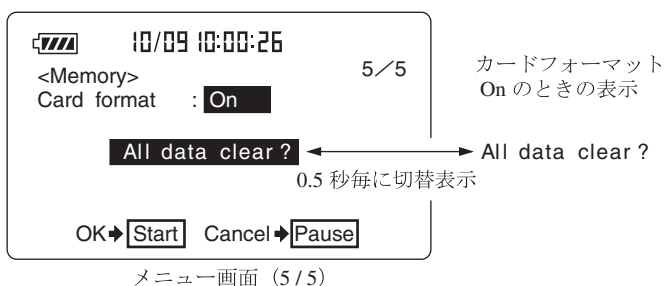 10/09 10:00:26
5／5
<Memory>
Card format : On
カードフォーマット
On のときの表示
All data clear ?
All data clear ?
0.5 秒毎に切替表示
OK Start Cancel Pause
メニュー画面（5 / 5）